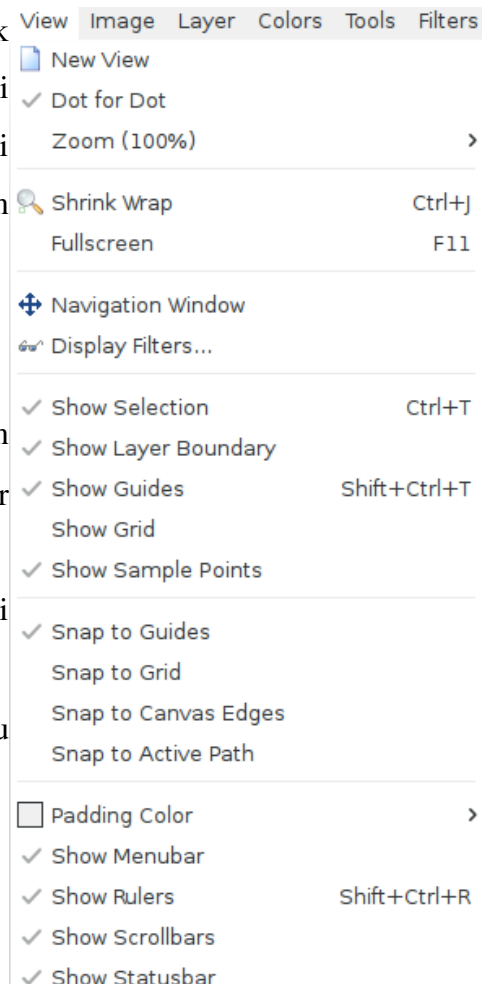 View Image Layer Colors Tools Filters
New View
Dot for Dot
Zoom (100%)
Shrink Wrap Ctrl+J
Fullscreen F11
Navigation Window
Display Filters...
Show Selection Ctrl+T
Show Layer Boundary
Show Guides Shift+Ctrl+T
Show Grid
Show Sample Points
Snap to Guides
Snap to Grid
Snap to Canvas Edges
Snap to Active Path
Padding Color
Show Menubar
Show Rulers Shift+Ctrl+R
Show Scrollbars
Show Statusbar